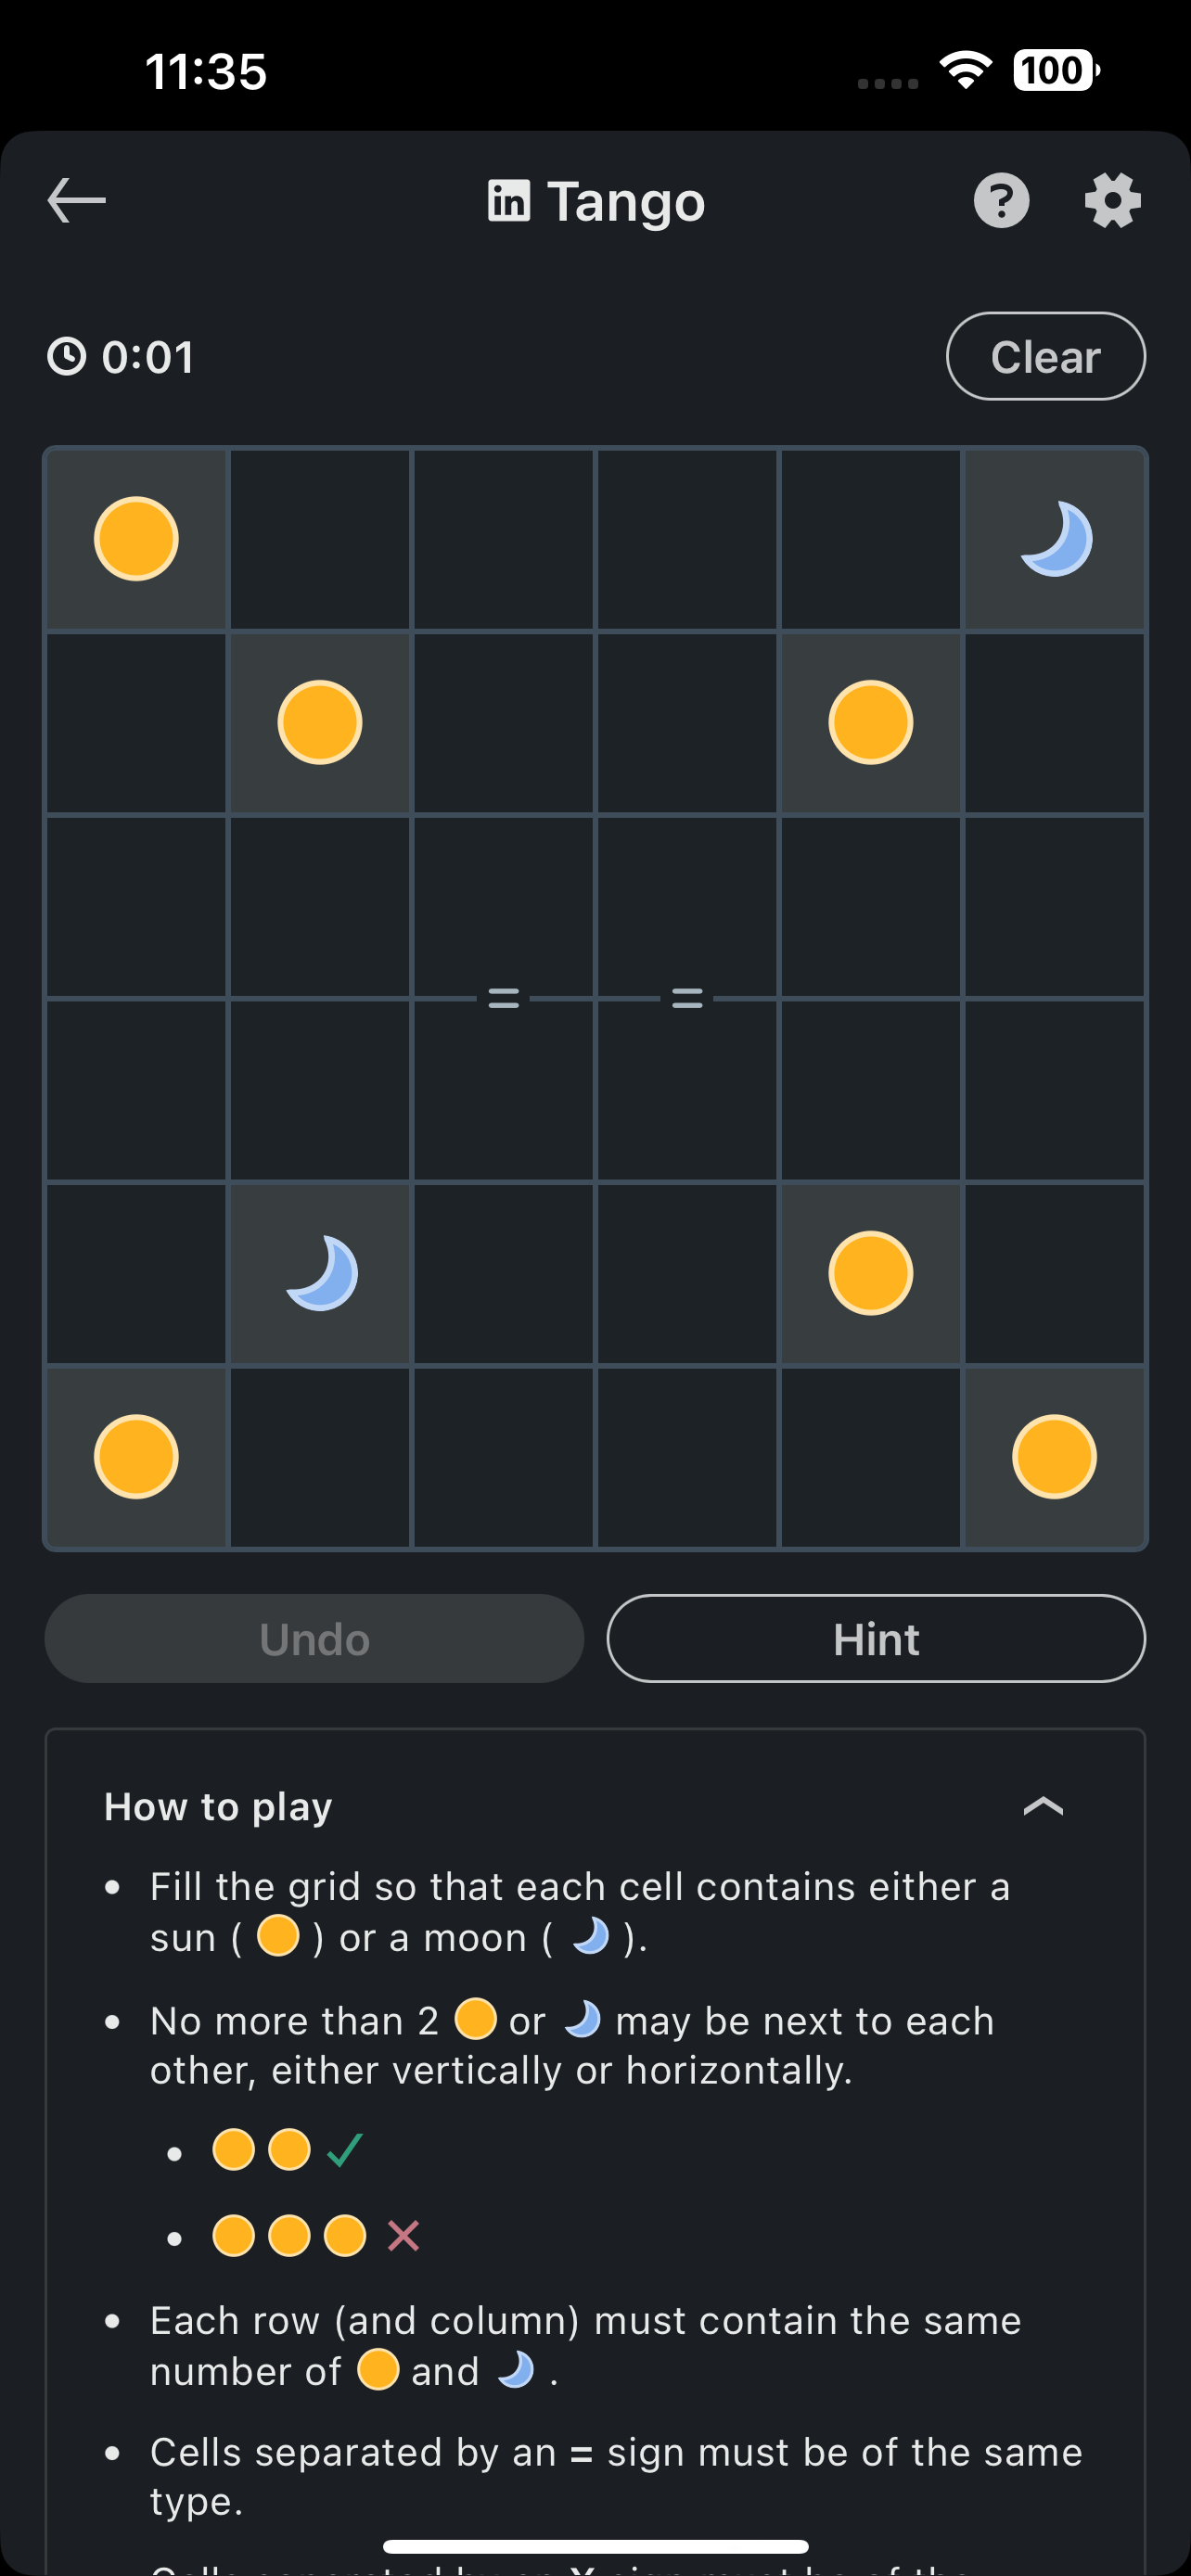 11:35
100
in Tango
?
0:01
Clear
=
=
Undo
Hint
How to play
Fill the grid so that each cell contains either a
sun ( ) or a moon ( ).
No more than 2 or may be next to each
other, either vertically or horizontally.
Each row (and column) must contain the same
number of and .
Cells separated by an = sign must be of the same
type.